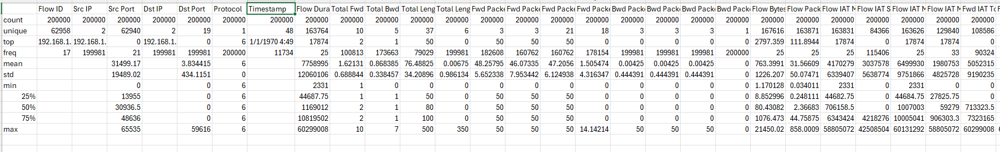 Flow ID Src IP Src Port Dst IP Dst Port Protocol Timestamp Flow Dura Total Fwd Total Bwd Total Leng Total Leng Fwd Pack Fwd Pack Fwd Pack Fwd Pack Bwd Pack Bwd Pack Bwd Pack Bwd Pack Flow Bytes Flow Pack Flow IAT M Flow IAT S Flow IAT M Flow IAT M Fwd IAT To
count 200000 200000 200000 200000 200000 200000 200000 200000 200000 200000 200000 200000 200000 200000 200000 200000 200000 200000 200000 200000 200000 200000 200000 200000 200000 200000 200000
unique 62958 2 62940 2 19 1 48 163764 10 5 37 6 3 3 21 18 3 3 3 1 167616 163871 163831 84366 163626 129840 108586
top 192.168.1. 192.168.1. 0 192.168.1. 0 6 1/1/1970 4:49 17874 2 1 50 0 50 50 50 0 0 0 0 0 2797.359 111.8944 17874 0 17874 17874 0
freq 17 199981 21 199981 199981 200000 11734 25 100813 173663 79029 199981 182608 160762 160762 178154 199981 199981 199981 200000 25 25 25 115406 25 33 90324
mean 31499.17 3.834415 6 7758995 1.62131 0.868385 76.48825 0.00675 48.25795 46.07335 47.2056 1.505474 0.00425 0.00425 0.00425 0 763.3991 31.56609 4170279 3037578 6499930 1980753 5052315
std 19489.02 434.1151 0 12060106 0.688844 0.338457 34.20896 0.986134 5.652338 7.953442 6.124938 4.316347 0.444391 0.444391 0.444391 0 1226.207 50.07471 6339407 5638774 9751866 4825728 9190235
min 0 0 6 2331 1 0 0 0 0 0 0 0 0 0 0 0 1.170128 0.034011 2331 0 2331 0 0
25% 13955 0 6 44687.75 1 1 50 0 50 50 50 0 0 0 0 0 8.852996 0.248111 44682.75 0 44684.75 27825.75 0
50% 30936.5 0 6 1169012 2 1 80 0 50 50 50 0 0 0 0 0 80.43082 2.36683 706158.5 0 1007003 59279 713323.5
75% 48636 0 6 10819502 2 1 100 0 50 50 50 0 0 0 0 0 1076.473 44.75875 6343424 4218276 10005041 906303.3 7323165
max 65535 59616 6 60299008 10 7 500 350 50 50 50 14.14214 50 50 50 0 21450.02 858.0009 58805072 42508504 60131292 58805072 60299008